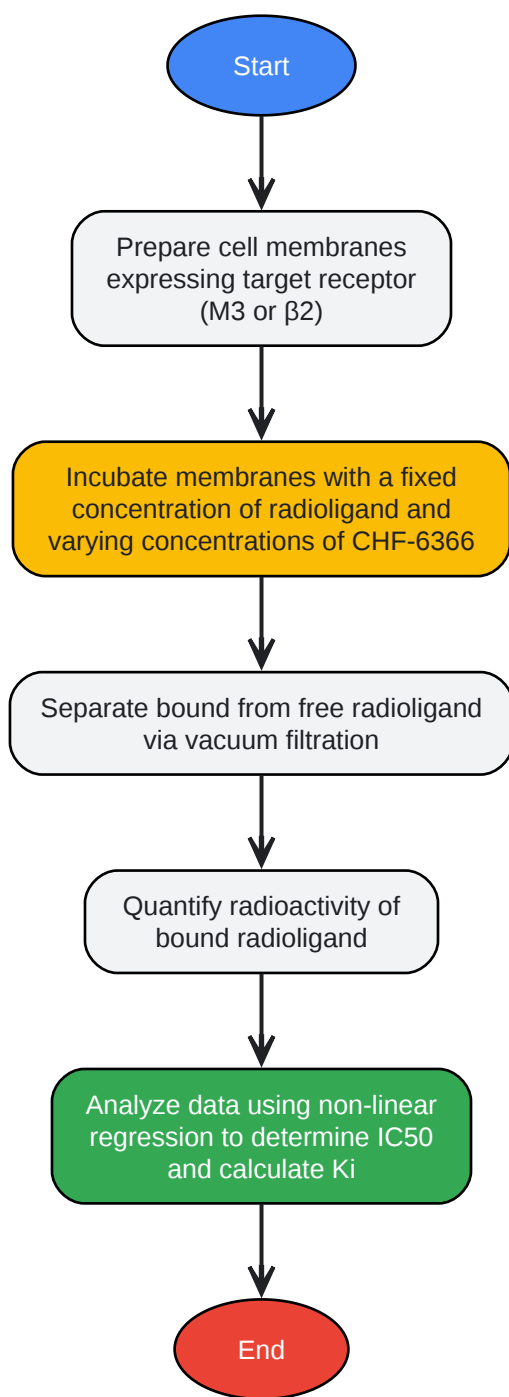 Start
Prepare cell membranes
expressing target receptor
(M3 or β2)
Incubate membranes with a fixed
concentration of radioligand and
varying concentrations of CHF-6366
Separate bound from free radioligand
via vacuum filtration
Quantify radioactivity of
bound radioligand
Analyze data using non-linear
regression to determine IC50
and calculate Ki
End